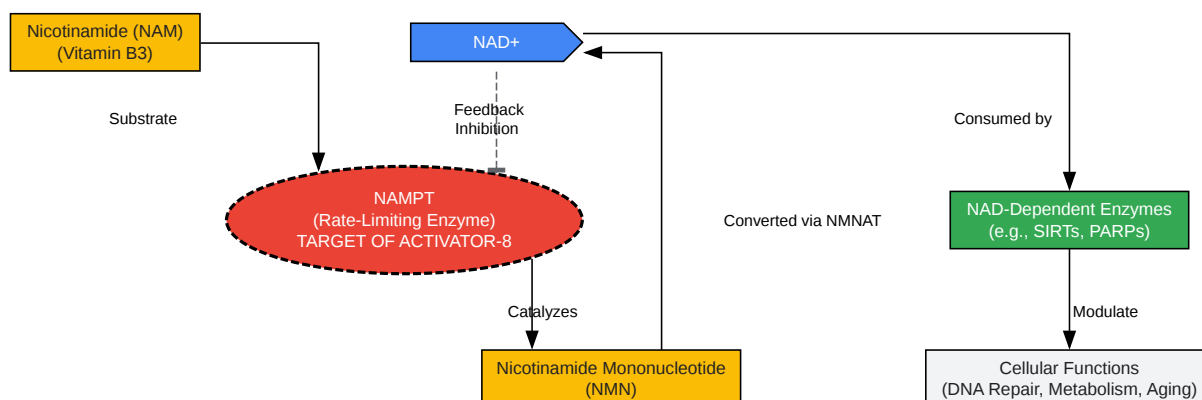 Nicotinamide (NAM)
(Vitamin B3)
NAD+
Substrate
Feedback
Inhibition
Consumed by
NAMPT
(Rate-Limiting Enzyme)
TARGET OF ACTIVATOR-8
Converted via NMNAT
NAD-Dependent Enzymes
(e.g., SIRTs, PARPs)
Catalyzes
Modulate
Nicotinamide Mononucleotide
(NMN)
Cellular Functions
(DNA Repair, Metabolism, Aging)